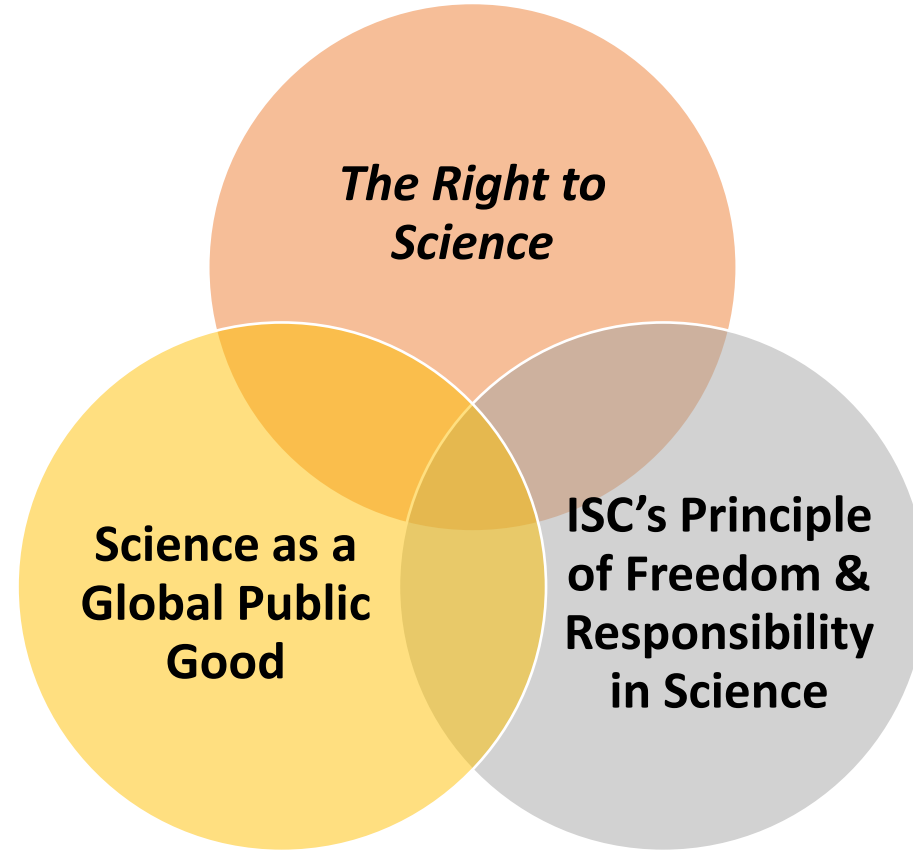 The Right to
Science
Science as a
Global Public
Good
ISC’s Principle
of Freedom &
Responsibility
in Science